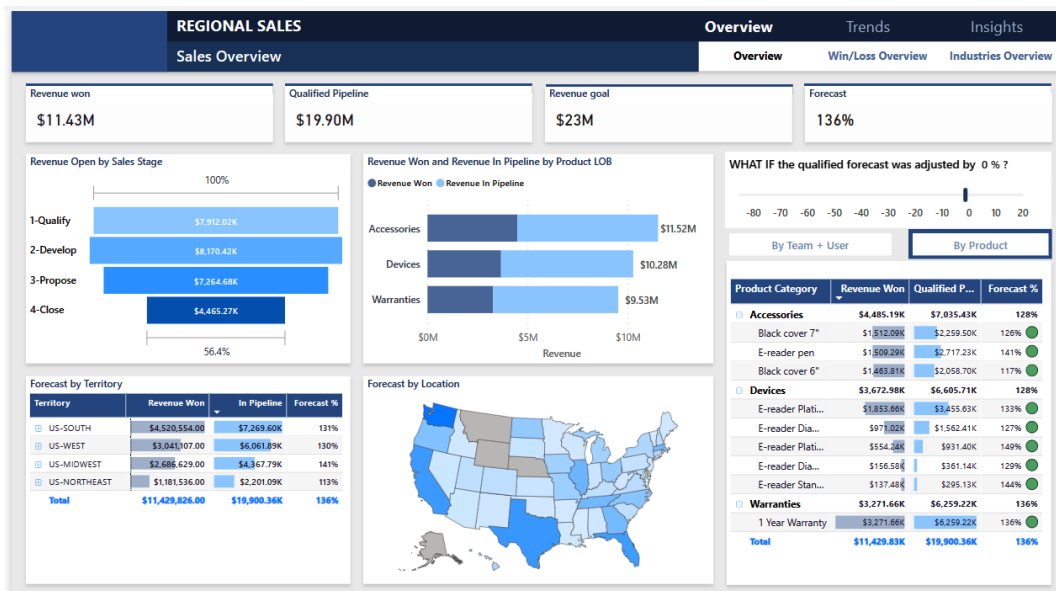 REGIONAL SALES
Overview Trends Insights
Sales Overview
Overview Win/Loss Overview Industries Overview
Revenue won
$11.43M
Qualified Pipeline
$19.90M
Revenue goal
$23M
Forecast
136%
Revenue Open by Sales Stage
100%
1-Qualify $7,912.02K
2-Develop $8,170.42K
3-Propose $7,264.68K
4-Close $4,465.27K
56.4%
Revenue Won and Revenue In Pipeline by Product LOB
Revenue Won Revenue In Pipeline
Accessories $11.52M
Devices $10.28M
Warranties $9.53M
$0M $5M $10M
Revenue
WHAT IF the qualified forecast was adjusted by 0 % ?
-80 -70 -60 -50 -40 -30 -20 -10 0 10 20
By Team + User By Product
Product Category Revenue Won Qualified P... Forecast %
Accessories $4,485.19K $7,035.43K 128%
Black cover 7" $1,512.09K $2,259.50K 126%
E-reader pen $1,509.29K $2,717.23K 141%
Black cover 6" $1,463.81K $2,058.70K 117%
Devices $3,672.98K $6,605.71K 128%
E-reader Plati... $1,853.66K $3,455.63K 133%
E-reader Dia... $971.02K $1,562.41K 127%
E-reader Plati... $554.24K $931.40K 149%
E-reader Dia... $156.58K $361.14K 129%
E-reader Stan... $137.48K $295.13K 144%
Warranties $3,271.66K $6,259.22K 136%
1 Year Warranty $3,271.66K $6,259.22K 136%
Total $11,429.83K $19,900.36K 136%
Forecast by Territory
Territory Revenue Won In Pipeline Forecast %
US-SOUTH $4,520,554.00 $7,269.60K 131%
US-WEST $3,041,107.00 $6,061.89K 130%
US-MIDWEST $2,686,629.00 $4,367.79K 141%
US-NORTHEAST $1,181,536.00 $2,201.09K 113%
Total $11,429,826.00 $19,900.36K 136%
Forecast by Location